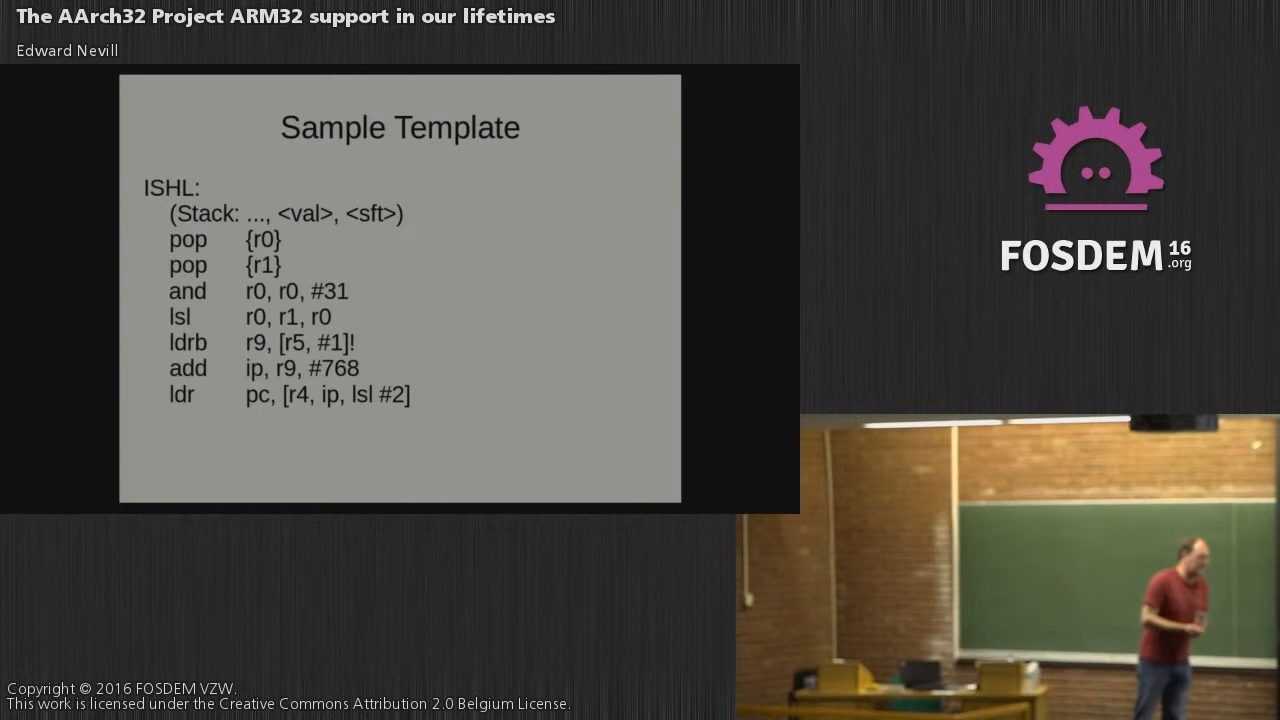 The AArch32 Project ARM32 support in our lifetimes
Edward Nevill
Sample Template
ISHL:
(Stack: ..., <val>, <sft>)
pop {r0}
pop {r1}
and r0, r0, #31
lsl r0, r1, r0
ldrb r9, [r5, #1]!
add ip, r9, #768
ldr pc, [r4, ip, lsl #2]
FOSDEM 16
.org
Copyright © 2016 FOSDEM VZW.
This work is licensed under the Creative Commons Attribution 2.0 Belgium License.